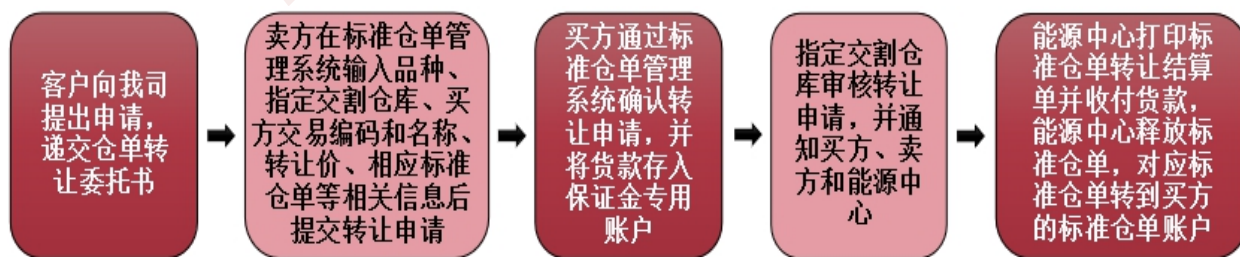 客户向我司
提出申请，
递交仓单转
让委托书
卖方在标准仓单管
理系统输入品种、
指定交割仓库、买
方交易编码和名称、
转让价、相应标准
仓单等相关信息后
提交转让申请
买方通过标
准仓单管理
系统确认转
让申请，并
将货款存入
保证金专用
账户
指定交割仓
库审核转让
申请，并通
知买方、卖
方和能源中
心
能源中心打印标
准仓单转让结算
单并收付货款，
能源中心释放标
准仓单，对应标
准仓单转到买方
的标准仓单账户